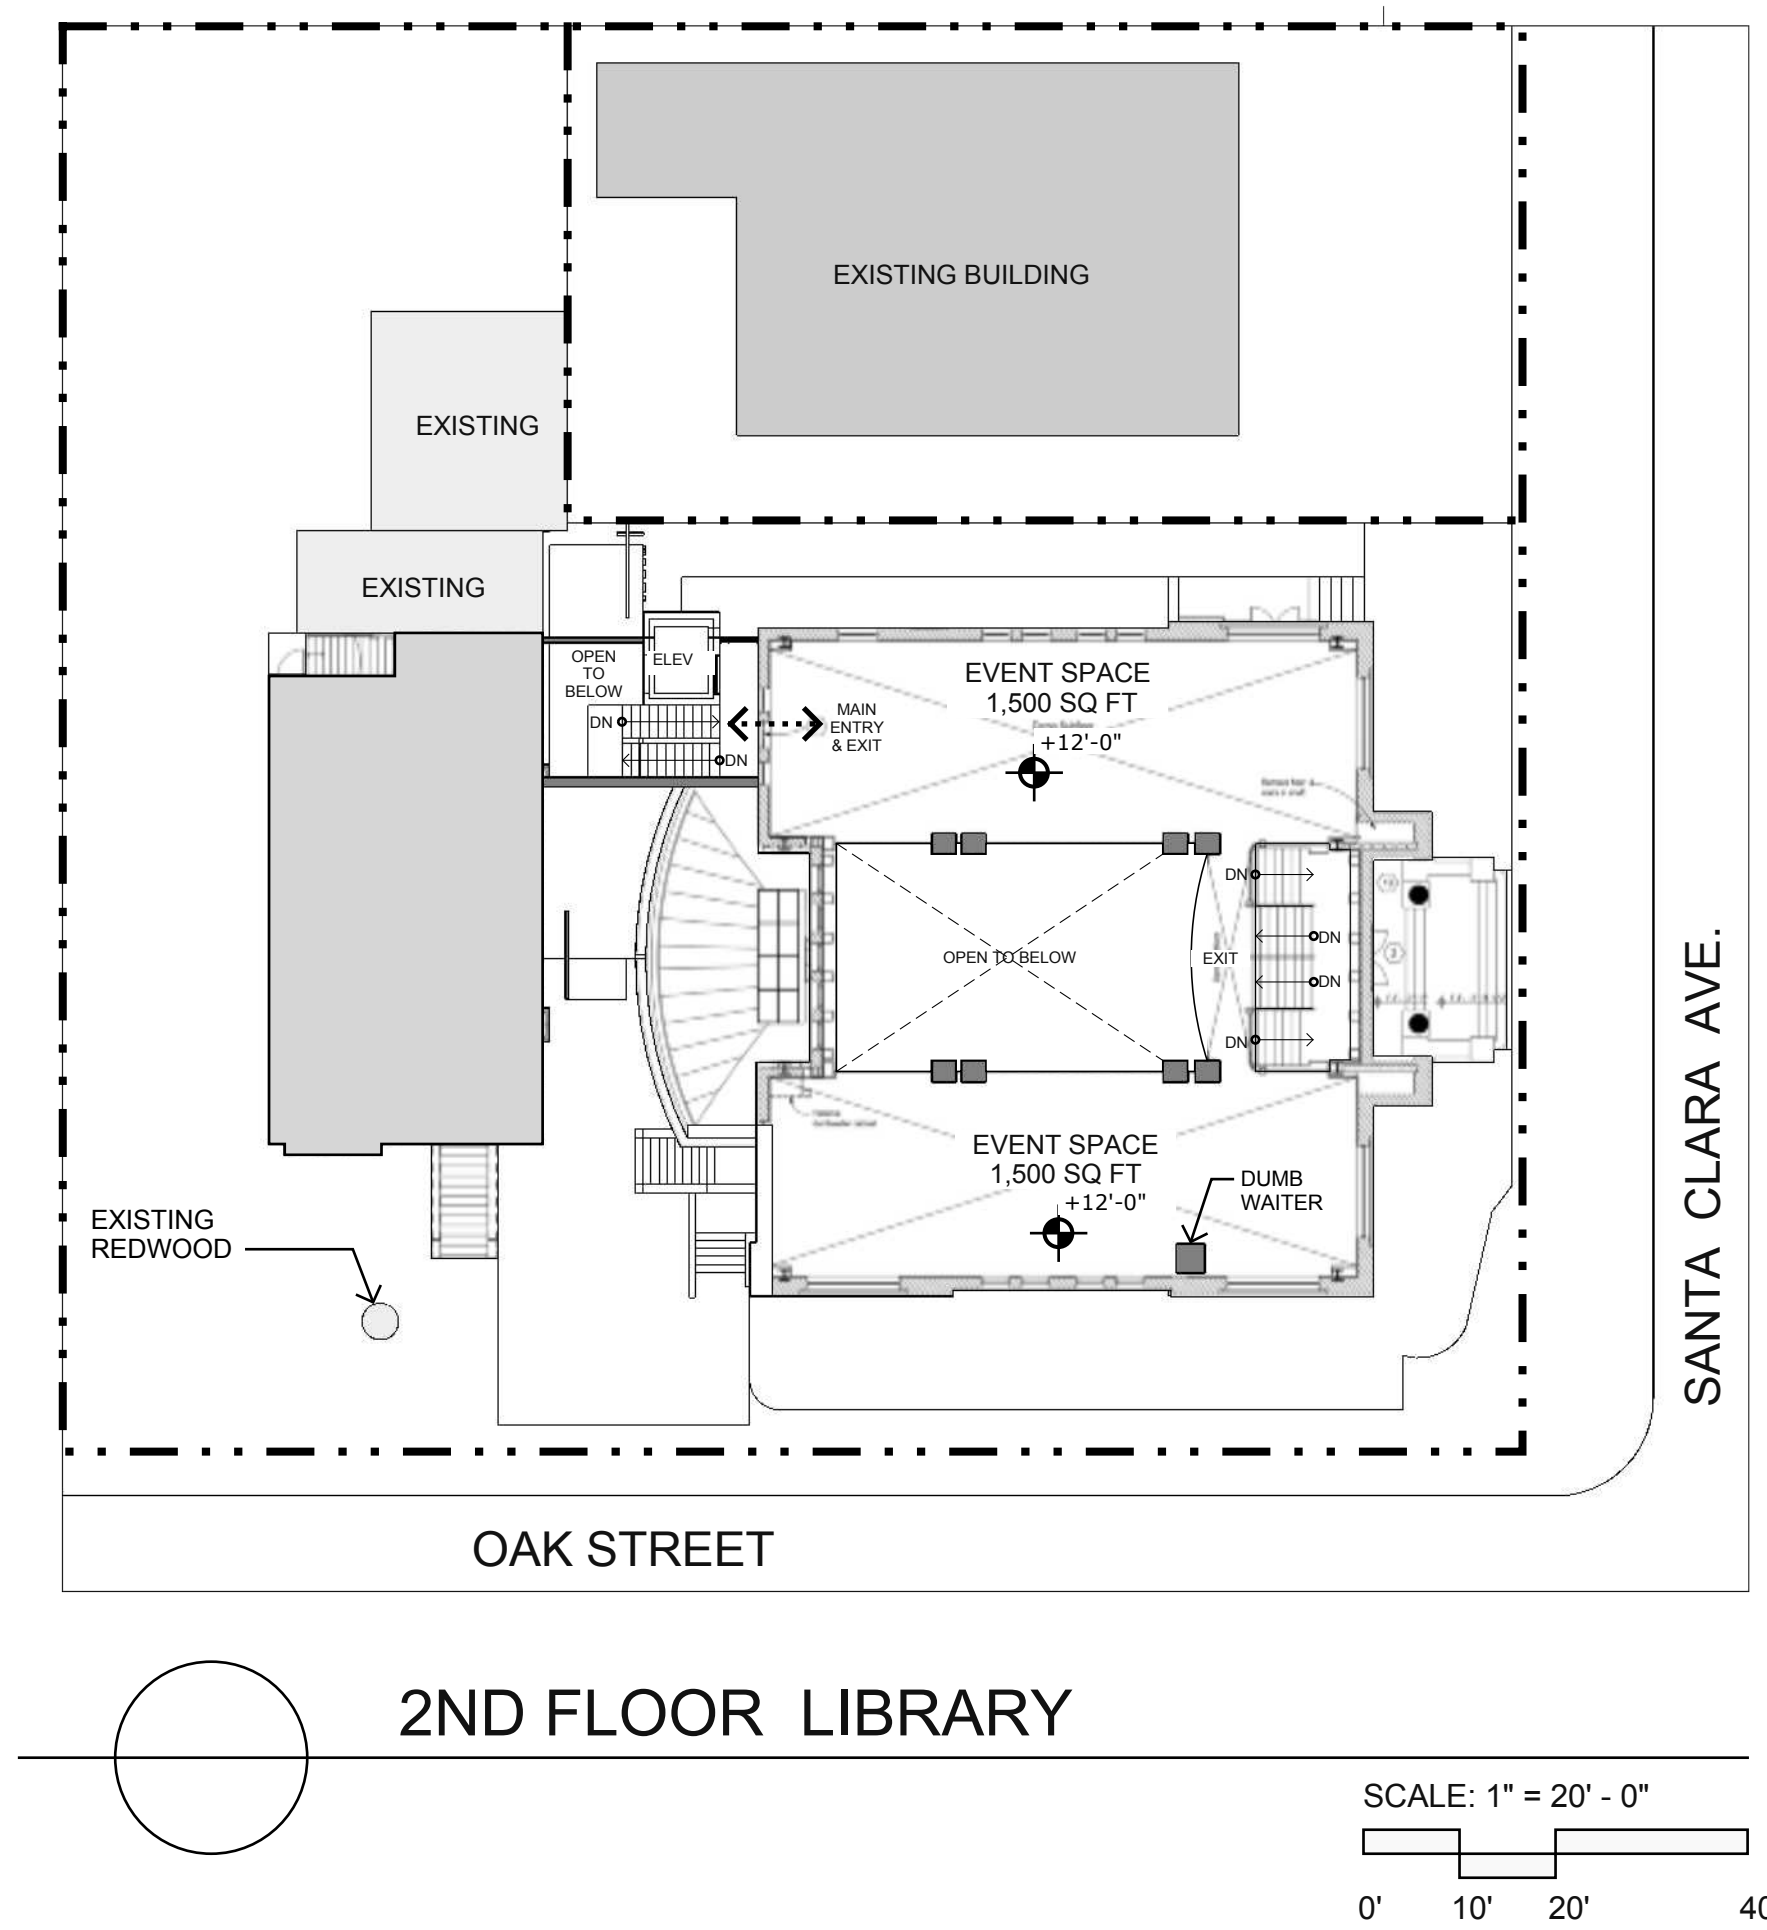 EXISTING BUILDING
EXISTING
EXISTING
OPEN
TO
BELOW
ELEV
DN
DN
MAIN
ENTRY
& EXIT
EVENT SPACE
1,500 SQ FT
+12'-0"
DN
DN
DN
DN
OPEN TO BELOW
EXIT
EVENT SPACE
1,500 SQ FT
+12'-0"
DUMB
WAITER
EXISTING
REDWOOD
SANTA CLARA AVE.
OAK STREET
2ND FLOOR LIBRARY
SCALE: 1" = 20' - 0"
0' 10' 20' 40